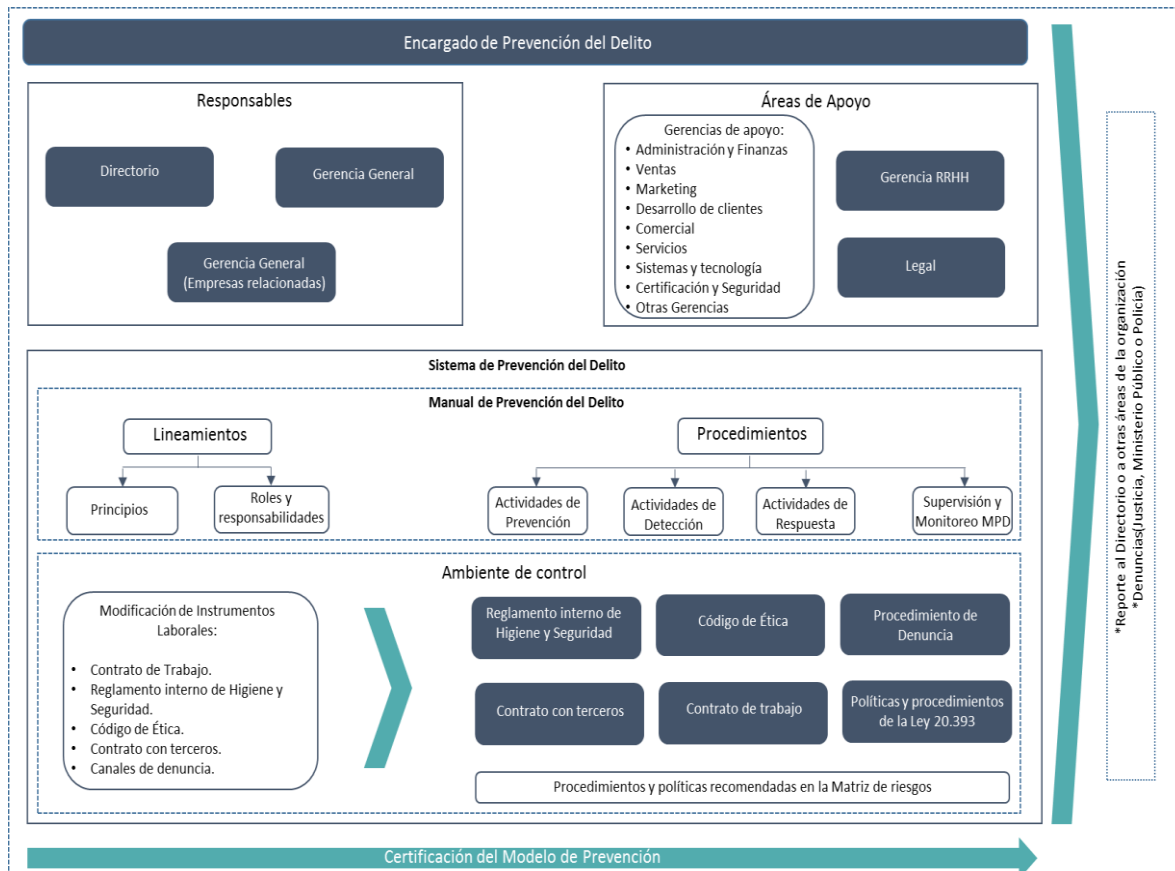 Encargado de Prevención del Delito
Responsables
Directorio
Gerencia General
Gerencia General
(Empresas relacionadas)
Áreas de Apoyo
Gerencias de apoyo:
• Administración y Finanzas
• Ventas
• Marketing
• Desarrollo de clientes
• Comercial
• Servicios
• Sistemas y tecnología
• Certificación y Seguridad
• Otras Gerencias
Gerencia RRHH
Legal
Sistema de Prevención del Delito
Manual de Prevención del Delito
Lineamientos
Principios
Roles y
responsabilidades
Procedimientos
Actividades de
Prevención
Actividades de
Detección
Actividades de
Respuesta
Supervisión y
Monitoreo MPD
Ambiente de control
Modificación de Instrumentos
Laborales:
• Contrato de Trabajo.
• Reglamento interno de Higiene y
Seguridad.
• Código de Ética.
• Contrato con terceros.
• Canales de denuncia.
Reglamento interno de
Higiene y Seguridad
Código de Ética
Procedimiento de
Denuncia
Contrato con terceros
Contrato de trabajo
Políticas y procedimientos
de la Ley 20.393
Procedimientos y políticas recomendadas en la Matriz de riesgos
Certificación del Modelo de Prevención
*Reporte al Directorio o a otras áreas de la organización
*Denuncias(Justicia, Ministerio Público o Policía)